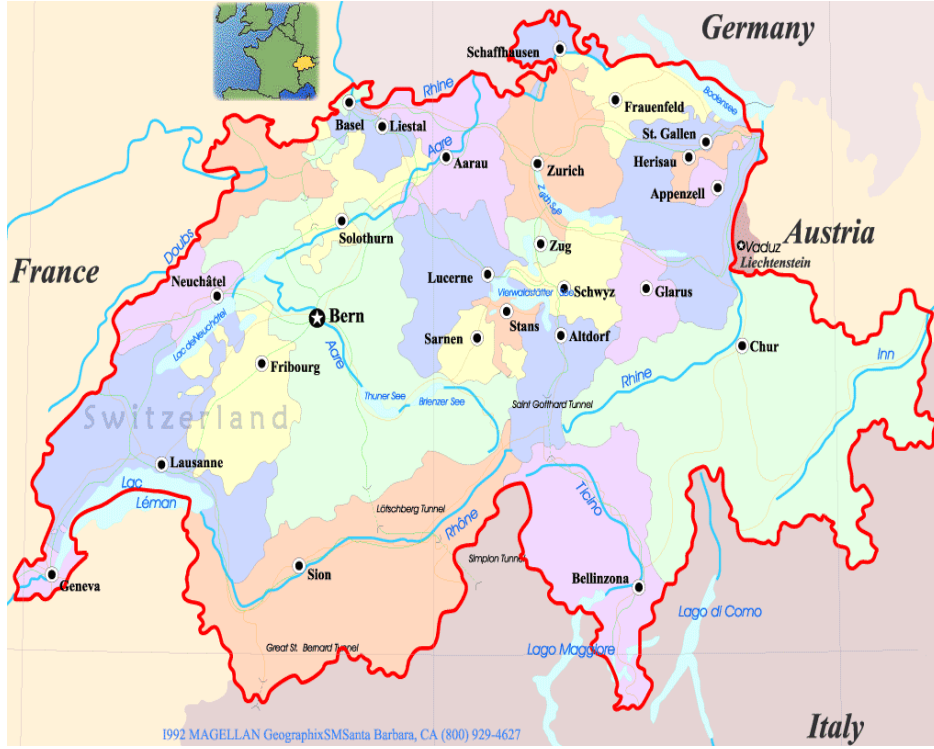 Germany
Schaffhausen
Rhine
Bodensee
Frauenfeld
Basel
Liestal
St. Gallen
Aare
Aarau
Zurich
Herisau
Appenzell
Solothurn
Zug
Vaduz
Austria
Liechtenstein
Doubs
France
Neuchâtel
Lucerne
Schwyz
Glarus
Vierwaldstätter See
Bern
Stans
Lac de Neuchâtel
Sarnen
Altdorf
Chur
Inn
Aare
Fribourg
Rhine
Thuner See
Brienzer See
Saint Gotthard Tunnel
Switzerland
Lausanne
Lac
Léman
Ticino
Lötschberg Tunnel
Rhône
Simplon Tunnel
Geneva
Sion
Bellinzona
Lago di Como
Great St. Bernard Tunnel
Lago Maggiore
Italy
1992 MAGELLAN GeographixSMSanta Barbara, CA (800) 929-4627